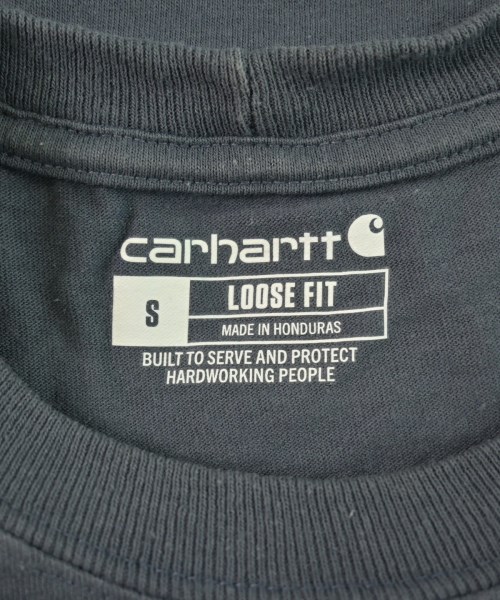 carhartt
S
LOOSE FIT
MADE IN HONDURAS
BUILT TO SERVE AND PROTECT
HARDWORKING PEOPLE